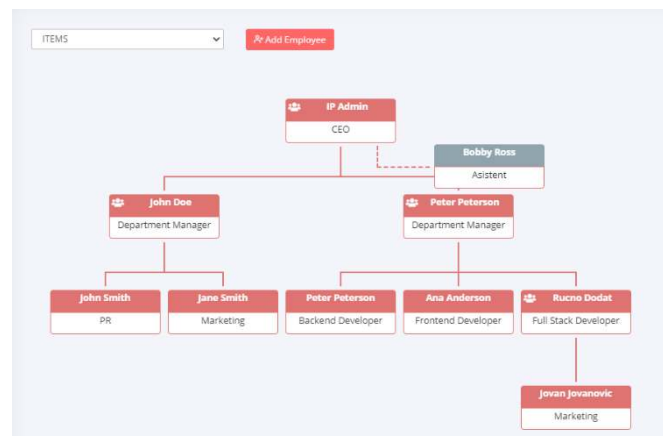 ITEMS
Add Employee
IP Admin
CEO
Bobby Ross
Asistent
John Doe
Department Manager
Peter Peterson
Department Manager
John Smith
PR
Jane Smith
Marketing
Peter Peterson
Backend Developer
Ana Anderson
Frontend Developer
Rucno Dodat
Full Stack Developer
Jovan Jovanovic
Marketing